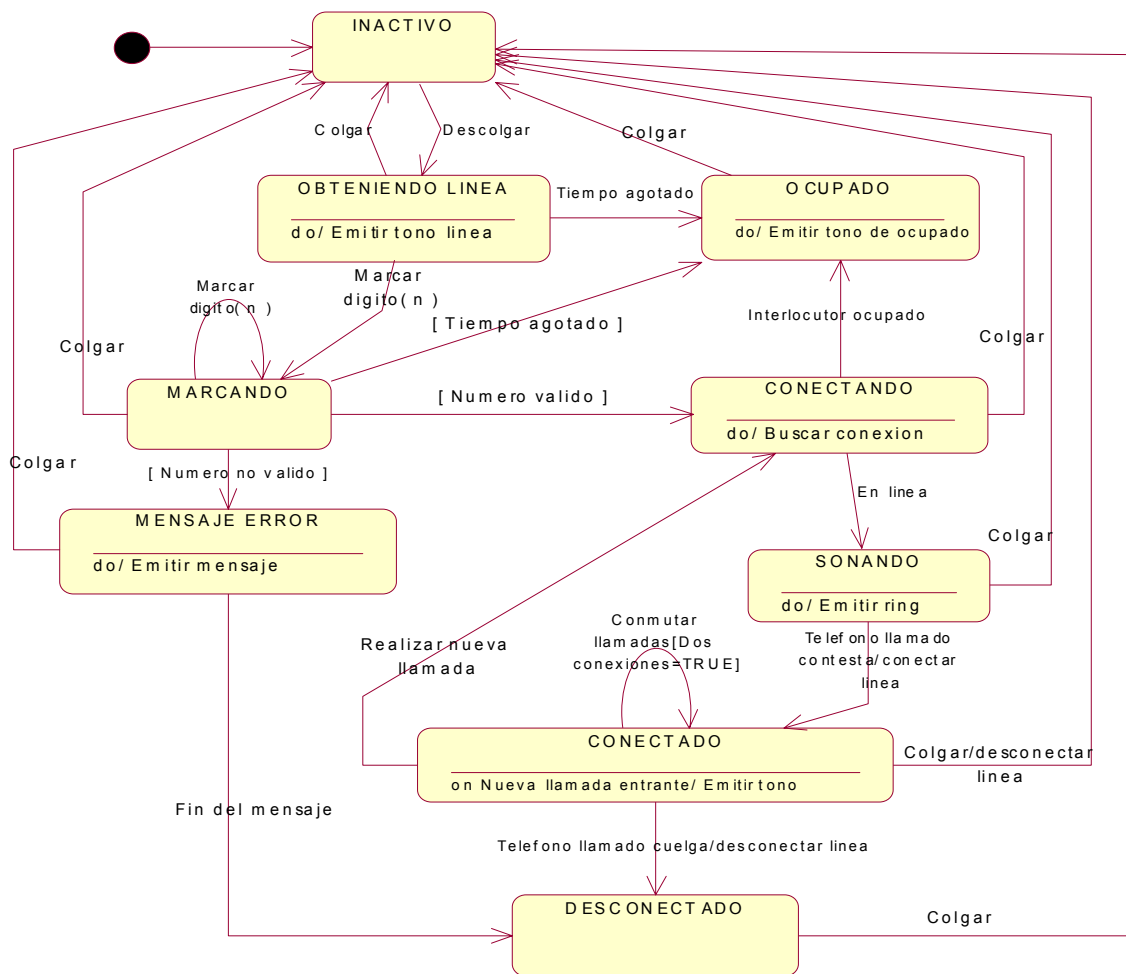 INACTIVO
Colgar
Descolgar
Colgar
OBTENIENDO LINEA
do/ Emitir tono linea
Tiempo agotado
OCUPADO
do/ Emitir tono de ocupado
Marcar
digito( n )
Marcar
digito( n )
[ Tiempo agotado ]
Interlocutor ocupado
Colgar
Colgar
MARCANDO
[ Numero valido ]
CONECTANDO
do/ Buscar conexion
Colgar
[ Numero no valido ]
En linea
MENSAJE ERROR
do/ Emitir mensaje
Colgar
SONANDO
do/ Emitir ring
Realizar nueva
llamada
Conmutar
llamadas[Dos
conexiones=TRUE]
Telefono llamado
contesta/conectar
linea
CONECTADO
on Nueva llamada entrante/ Emitir tono
Colgar/desconectar
linea
Fin del mensaje
Telefono llamado cuelga/desconectar linea
DESCONECTADO
Colgar